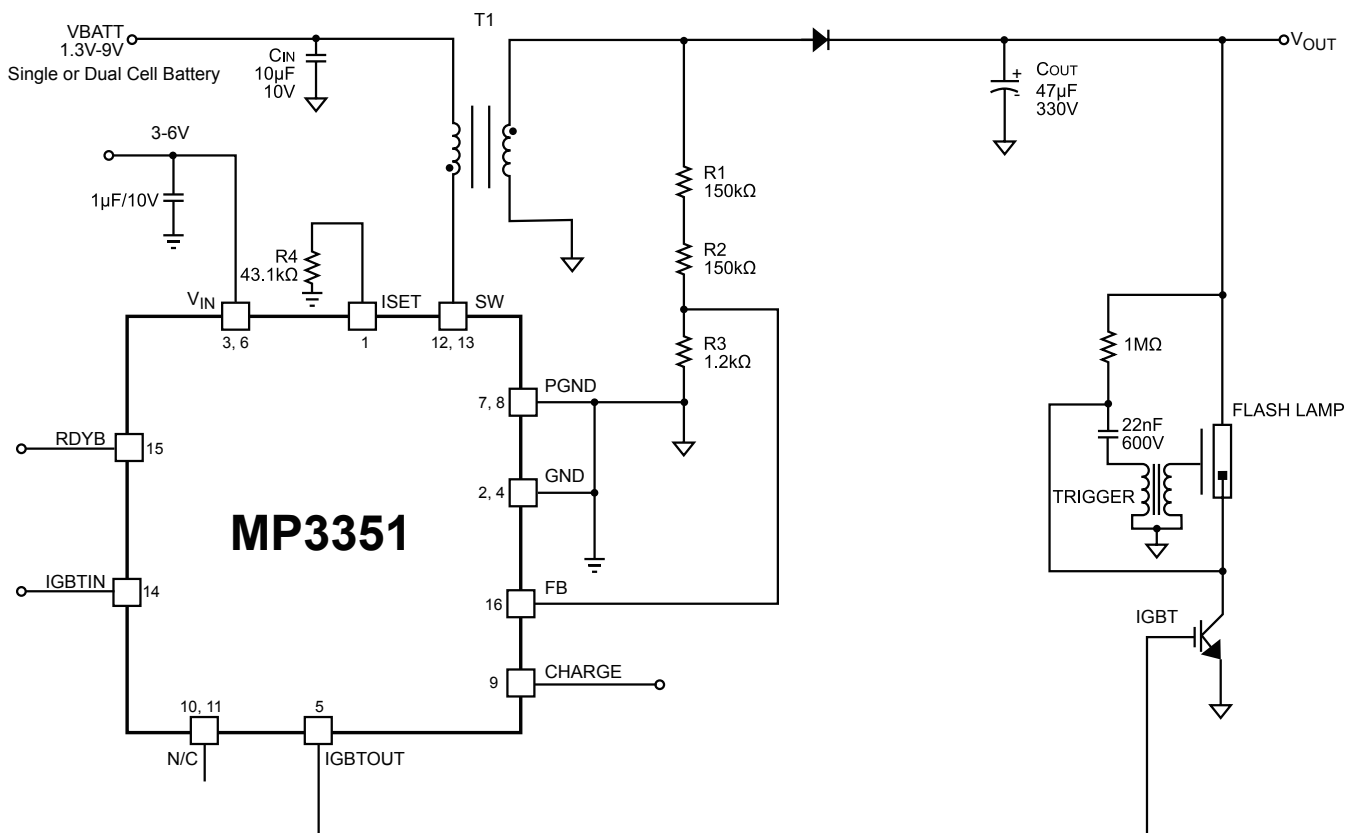 VBATT
1.3V-9V
Single or Dual Cell Battery
CIN
10µF
10V
T1
VOUT
COUT
47µF
330V
+
-
3-6V
1µF/10V
R4
43.1kΩ
R1
150kΩ
R2
150kΩ
R3
1.2kΩ
VIN
ISET
SW
3, 6
1
12, 13
PGND
7, 8
GND
2, 4
FB
16
CHARGE
9
RDYB
15
IGBTIN
14
MP3351
10, 11
5
N/C
IGBTOUT
1MΩ
22nF
600V
FLASH LAMP
TRIGGER
IGBT